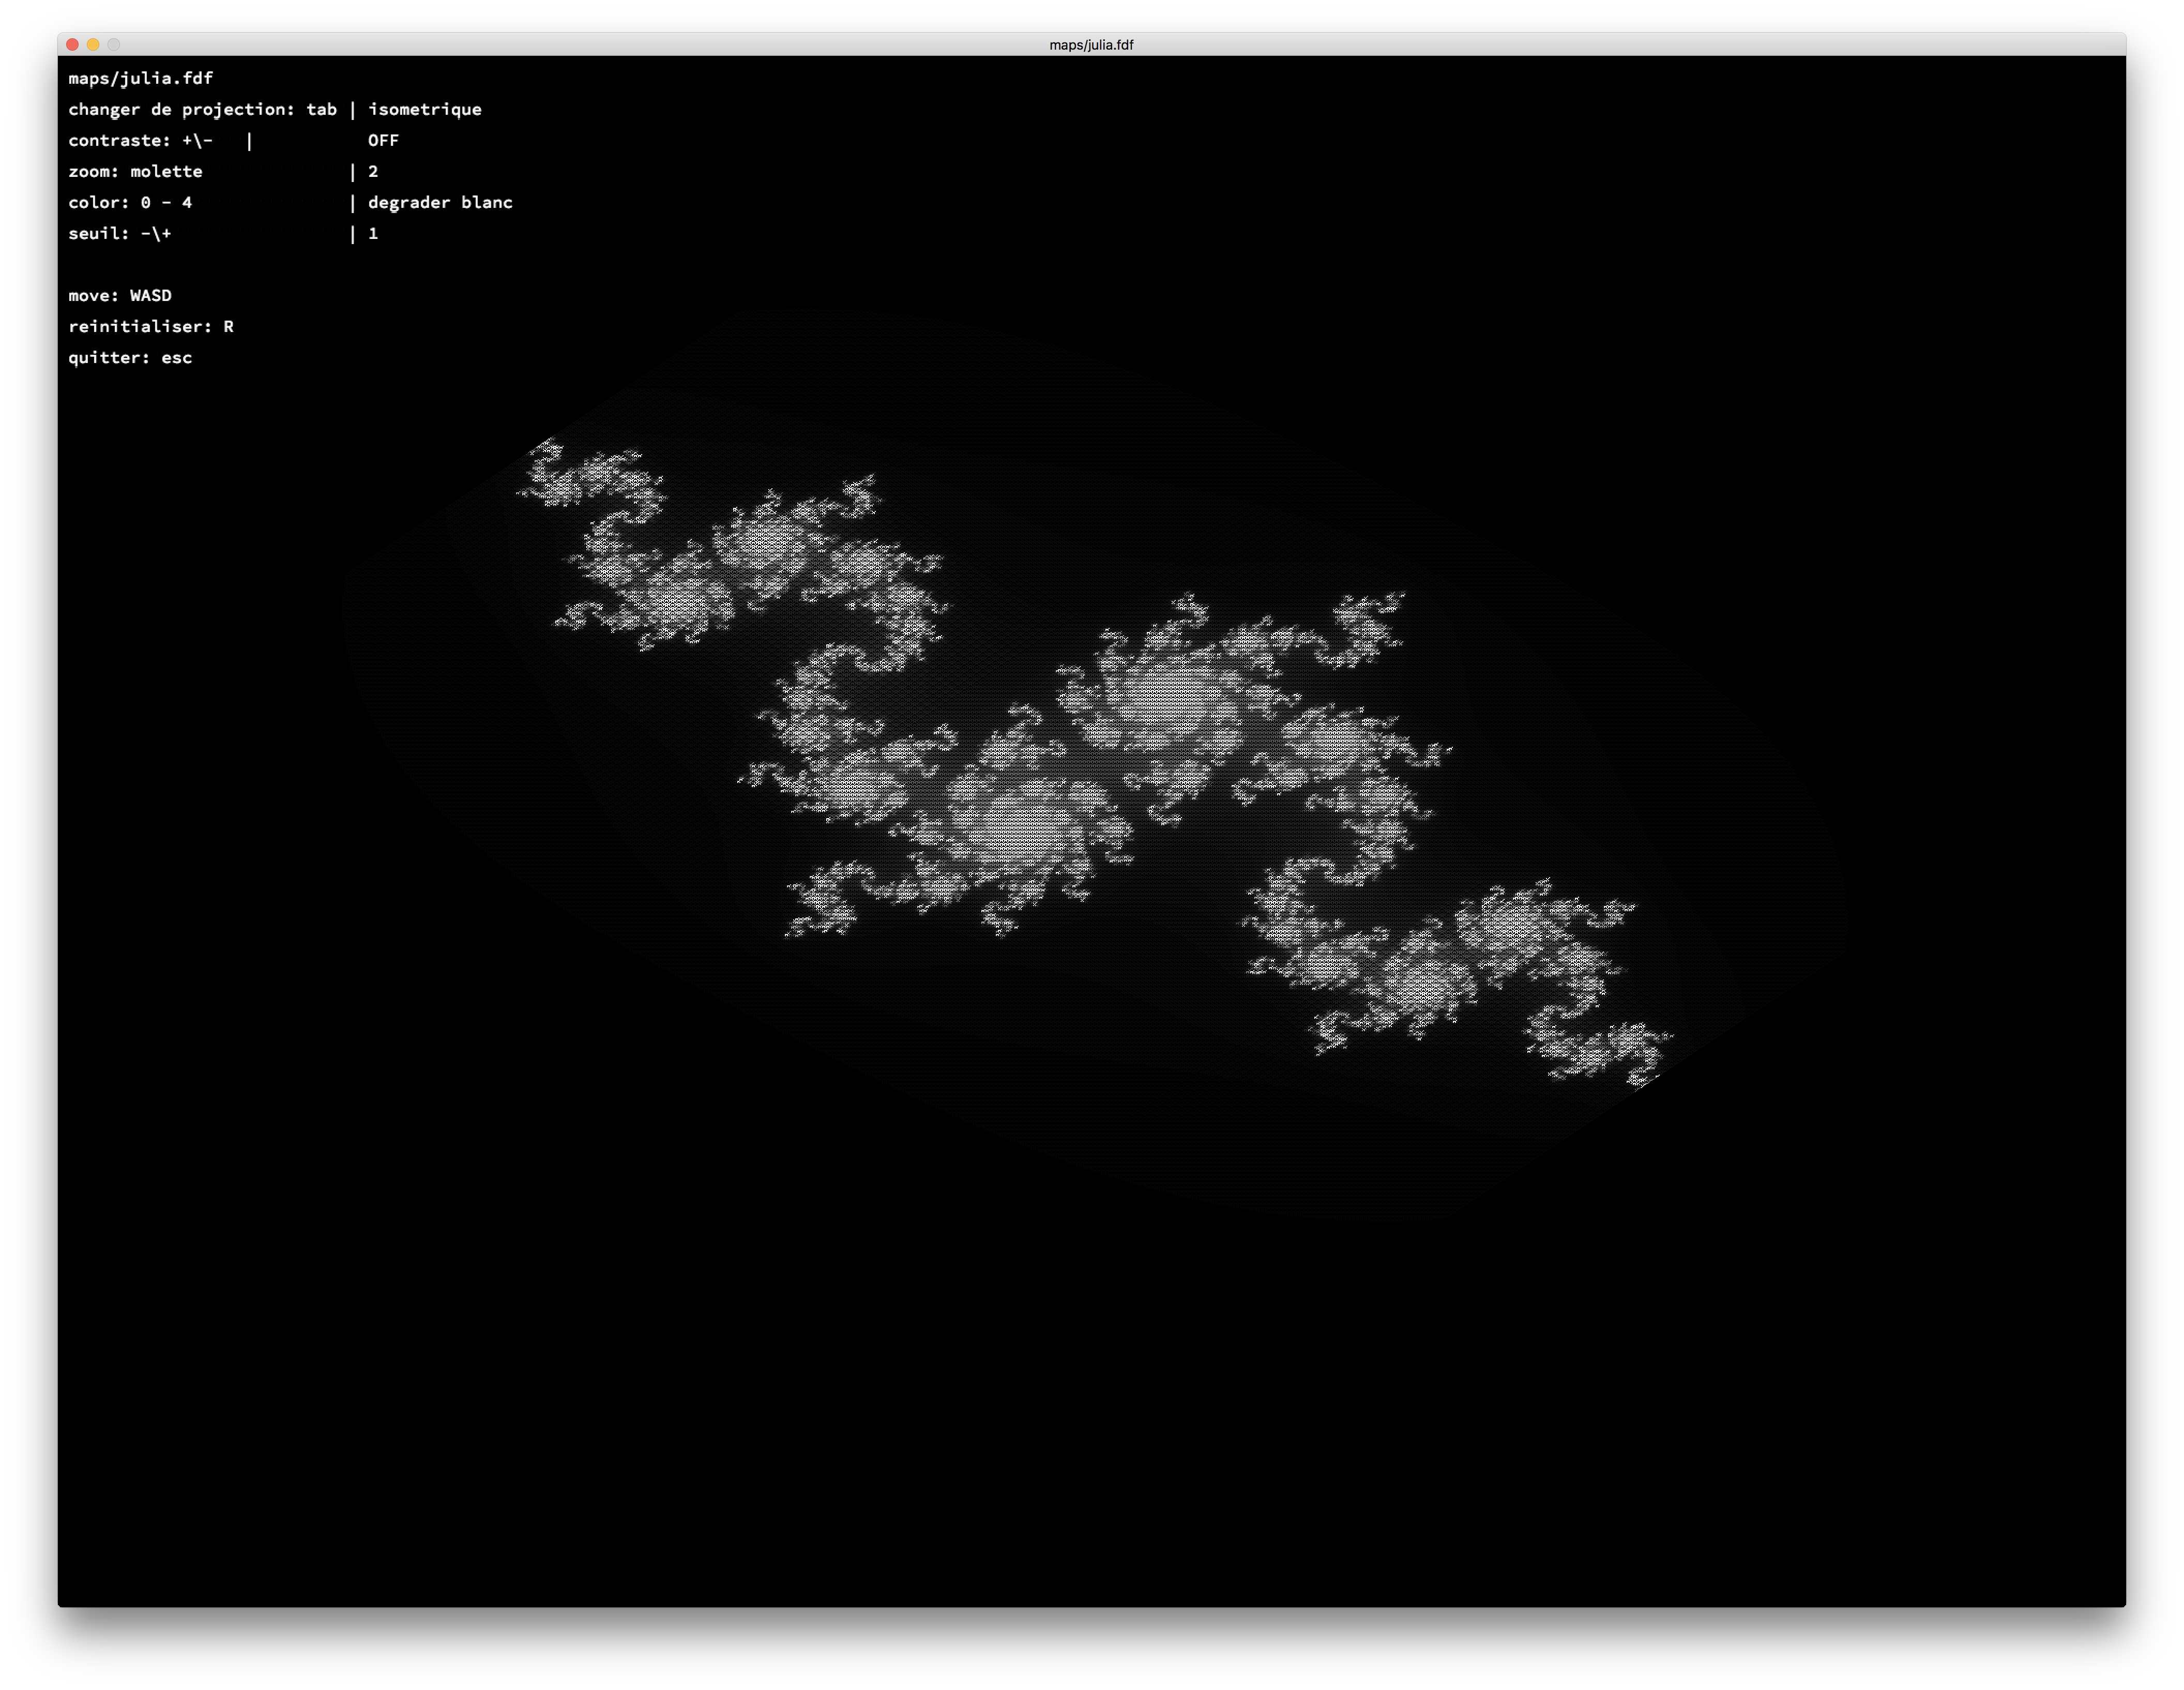 maps/julia.fdf
maps/julia.fdf
changer de projection: tab | isometrique
contraste: +\- | OFF
zoom: molette | 2
color: 0 - 4 | degrader blanc
seuil: -\+ | 1
move: WASD
reinitialiser: R
quitter: esc